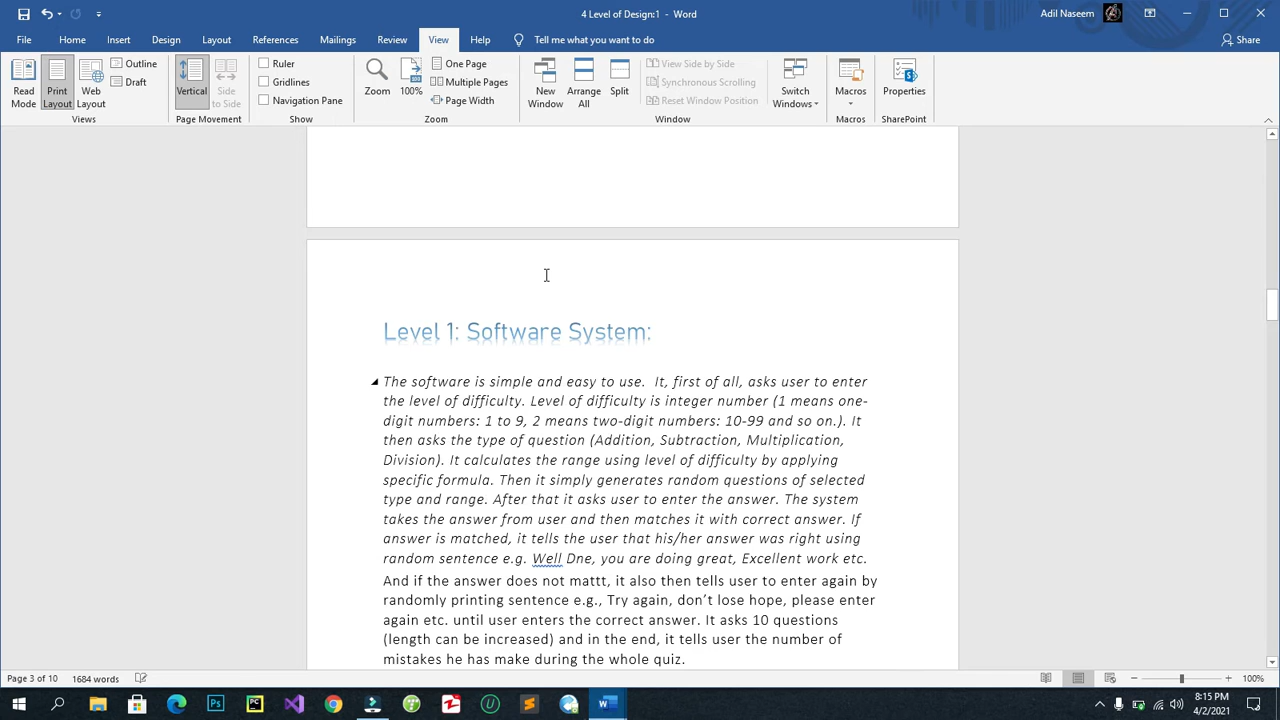 4 Level of Design:1 - Word
Adil Naseem
File Home Insert Design Layout References Mailings Review View Help Tell me what you want to do Share
Read Mode
Print Layout
Web Layout
Outline
Draft
Views
Vertical
Side to Side
Page Movement
Ruler
Gridlines
Navigation Pane
Show
Zoom
100%
One Page
Multiple Pages
Page Width
Zoom
New Window
Arrange All
Split
View Side by Side
Synchronous Scrolling
Reset Window Position
Window
Switch Windows
Macros
Macros
Properties
SharePoint
Level 1: Software System:
The software is simple and easy to use. It, first of all, asks user to enter
the level of difficulty. Level of difficulty is integer number (1 means one-
digit numbers: 1 to 9, 2 means two-digit numbers: 10-99 and so on.). It
then asks the type of question (Addition, Subtraction, Multiplication,
Division). It calculates the range using level of difficulty by applying
specific formula. Then it simply generates random questions of selected
type and range. After that it asks user to enter the answer. The system
takes the answer from user and then matches it with correct answer. If
answer is matched, it tells the user that his/her answer was right using
random sentence e.g. Well Dne, you are doing great, Excellent work etc.
And if the answer does not mattt, it also then tells user to enter again by
randomly printing sentence e.g., Try again, don’t lose hope, please enter
again etc. until user enters the correct answer. It asks 10 questions
(length can be increased) and in the end, it tells user the number of
mistakes he has make during the whole quiz.
Page 3 of 10 1684 words 100%
Ps PC
8:15 PM
4/2/2021